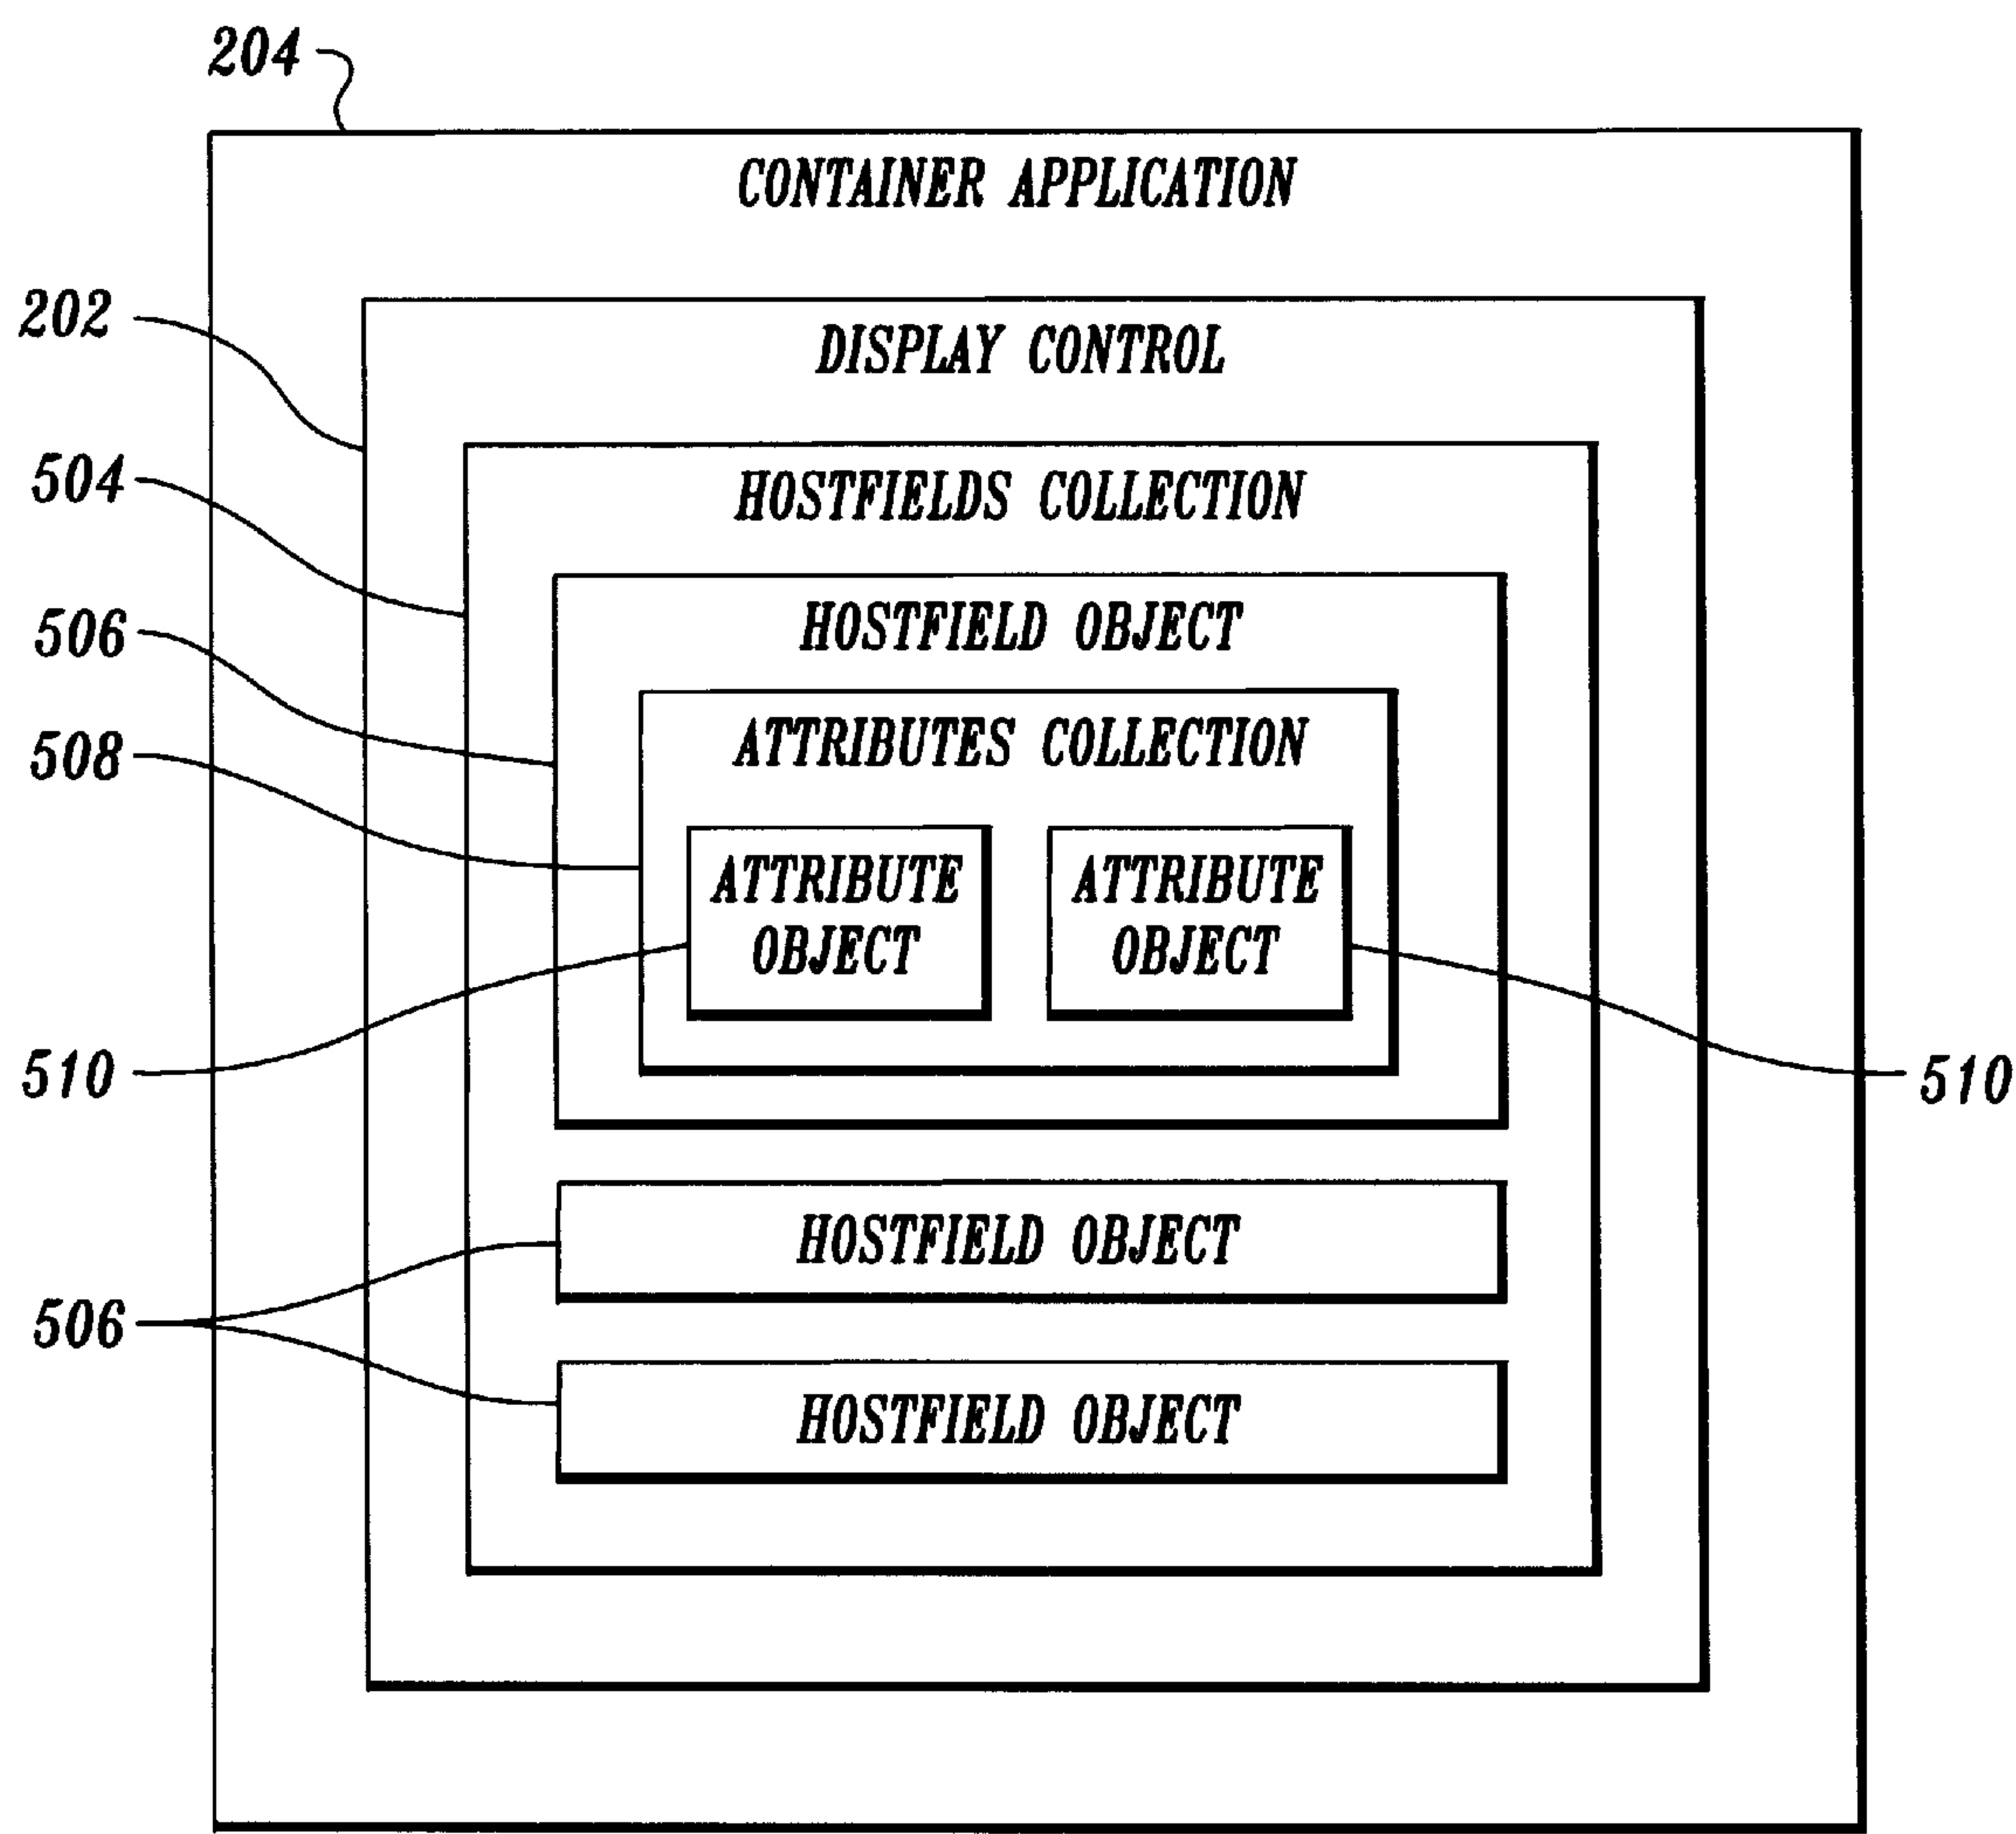 204
CONTAINER APPLICATION
202
DISPLAY CONTROL
504
HOSTFIELDS COLLECTION
506
HOSTFIELD OBJECT
508
ATTRIBUTES COLLECTION
ATTRIBUTE
OBJECT
ATTRIBUTE
OBJECT
510
510
HOSTFIELD OBJECT
506
HOSTFIELD OBJECT